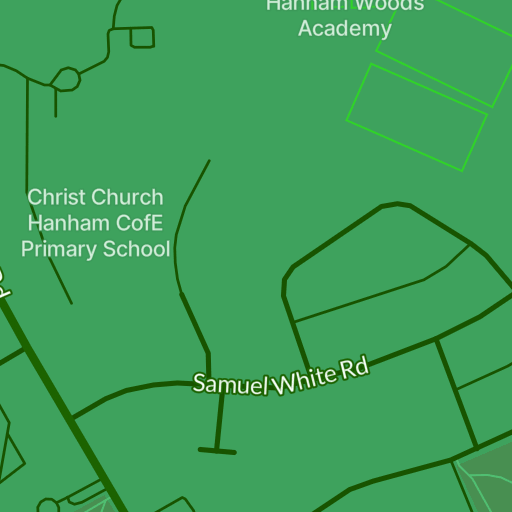 Hanham Woods
Academy
Christ Church
Hanham CofE
Primary School
Samuel White Rd